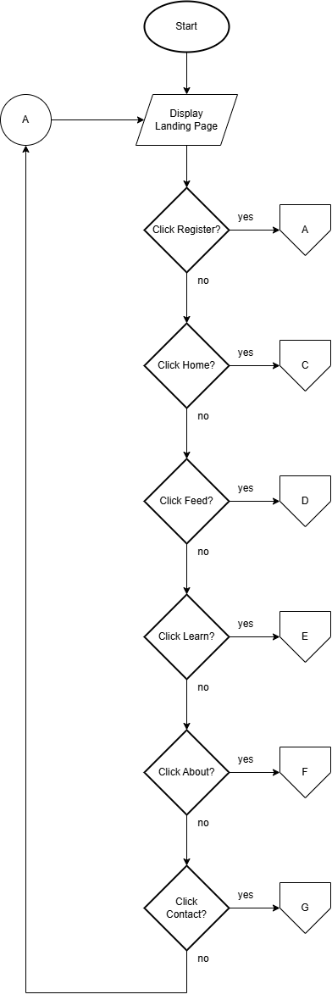 Start
A
Display
Landing Page
Click Register?
yes
A
no
Click Home?
yes
C
no
Click Feed?
yes
D
no
Click Learn?
yes
E
no
Click About?
yes
F
no
Click
Contact?
yes
G
no